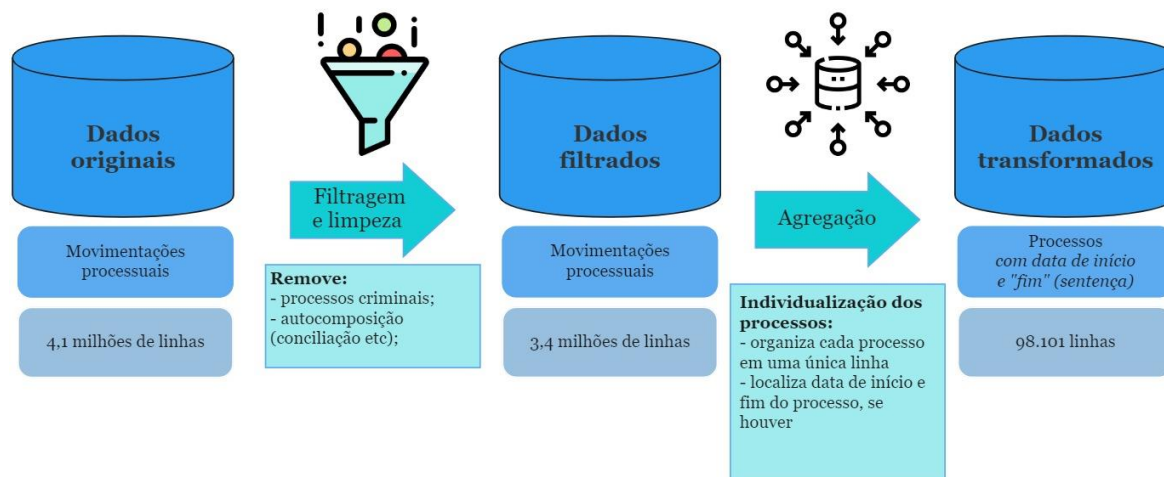 Dados
originais
Movimentações
processuais
4,1 milhões de linhas
Filtragem
e limpeza
Remove:
- processos criminais;
- autocomposição
(conciliação etc);
Dados
filtrados
Movimentações
processuais
3,4 milhões de linhas
Agregação
Individualização dos
processos:
- organiza cada processo
em uma única linha
- localiza data de início e
fim do processo, se
houver
Dados
transformados
Processos
com data de início
e "fim" (sentença)
98.101 linhas